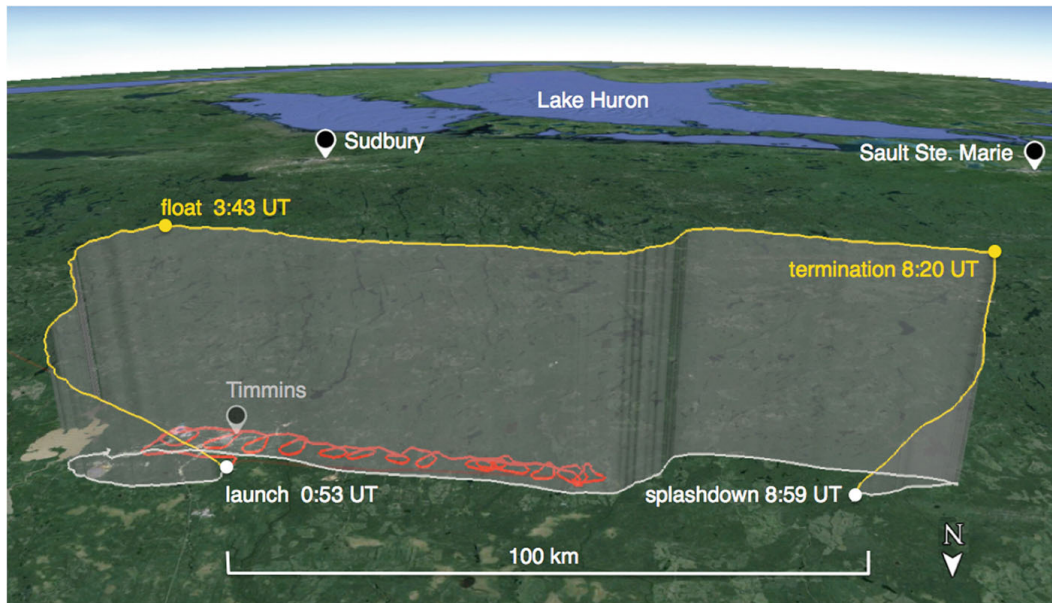 Lake Huron
Sudbury
Sault Ste. Marie
float 3:43 UT
termination 8:20 UT
Timmins
launch 0:53 UT
splashdown 8:59 UT
N
100 km